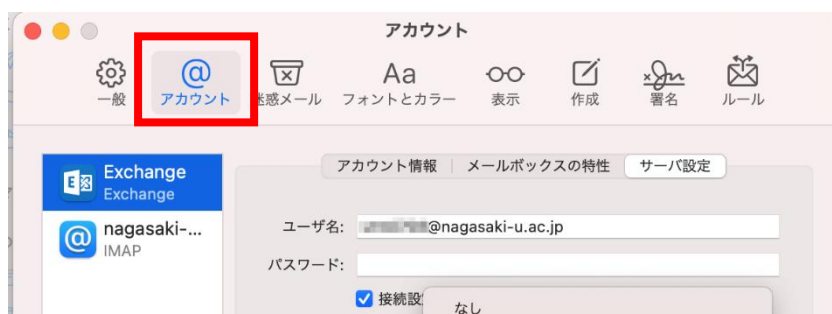 アカウント
@
Aa
一般 アカウント 迷惑メール フォントとカラー 表示 作成 署名 ルール
Exchange
Exchange
アカウント情報 メールボックスの特性 サーバ設定
@ nagasaki-...
IMAP
ユーザ名: @nagasaki-u.ac.jp
パスワード:
接続設
なし